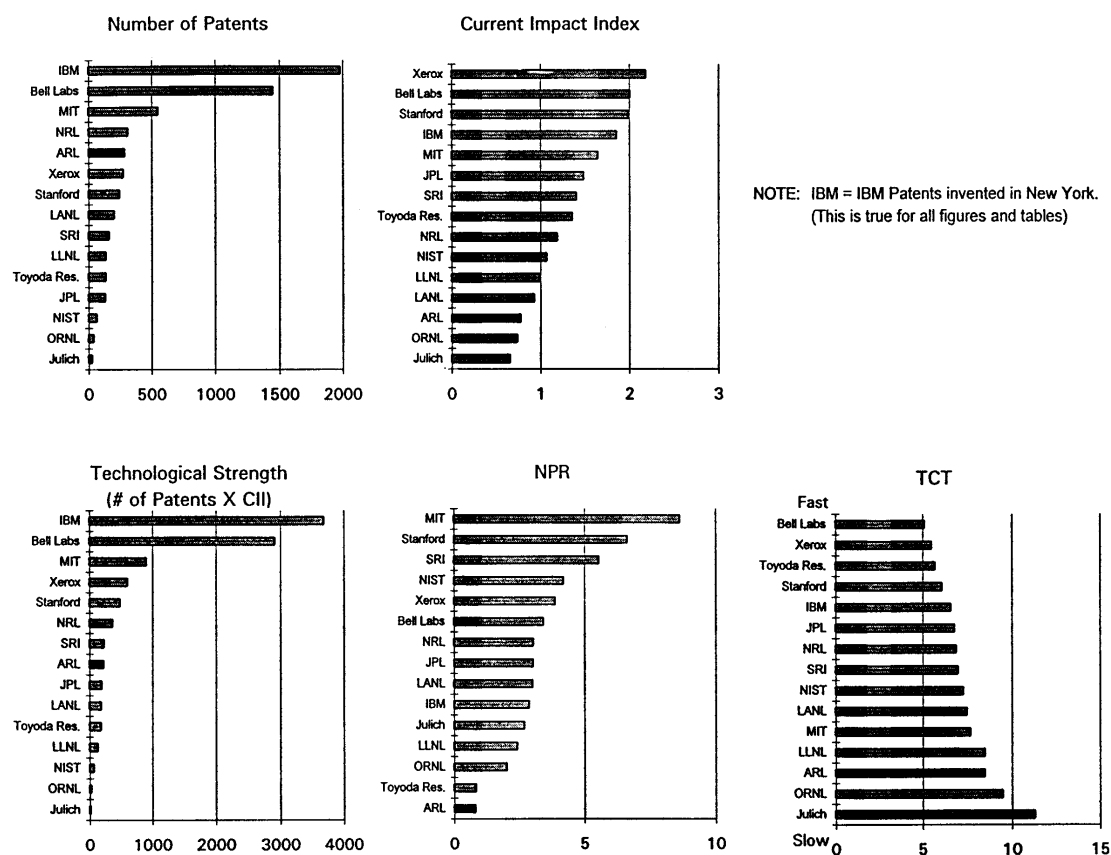 Number of Patents
IBM
Bell Labs
MIT
NRL
ARL
Xerox
Stanford
LANL
SRI
LLNL
Toyoda Res.
JPL
NIST
ORNL
Julich
0 500 1000 1500 2000
Current Impact Index
Xerox
Bell Labs
Stanford
IBM
MIT
JPL
SRI
Toyoda Res.
NRL
NIST
LLNL
LANL
ARL
ORNL
Julich
0 1 2 3
NOTE: IBM = IBM Patents invented in New York.
(This is true for all figures and tables)
Technological Strength
(# of Patents X CII)
IBM
Bell Labs
MIT
Xerox
Stanford
NRL
SRI
ARL
JPL
LANL
Toyoda Res.
LLNL
NIST
ORNL
Julich
0 1000 2000 3000 4000
NPR
MIT
Stanford
SRI
NIST
Xerox
Bell Labs
NRL
JPL
LANL
IBM
Julich
LLNL
ORNL
Toyoda Res.
ARL
0 5 10
TCT
Fast
Bell Labs
Xerox
Toyoda Res.
Stanford
IBM
JPL
NRL
SRI
NIST
LANL
MIT
LLNL
ARL
ORNL
Julich
Slow
0 5 10 15